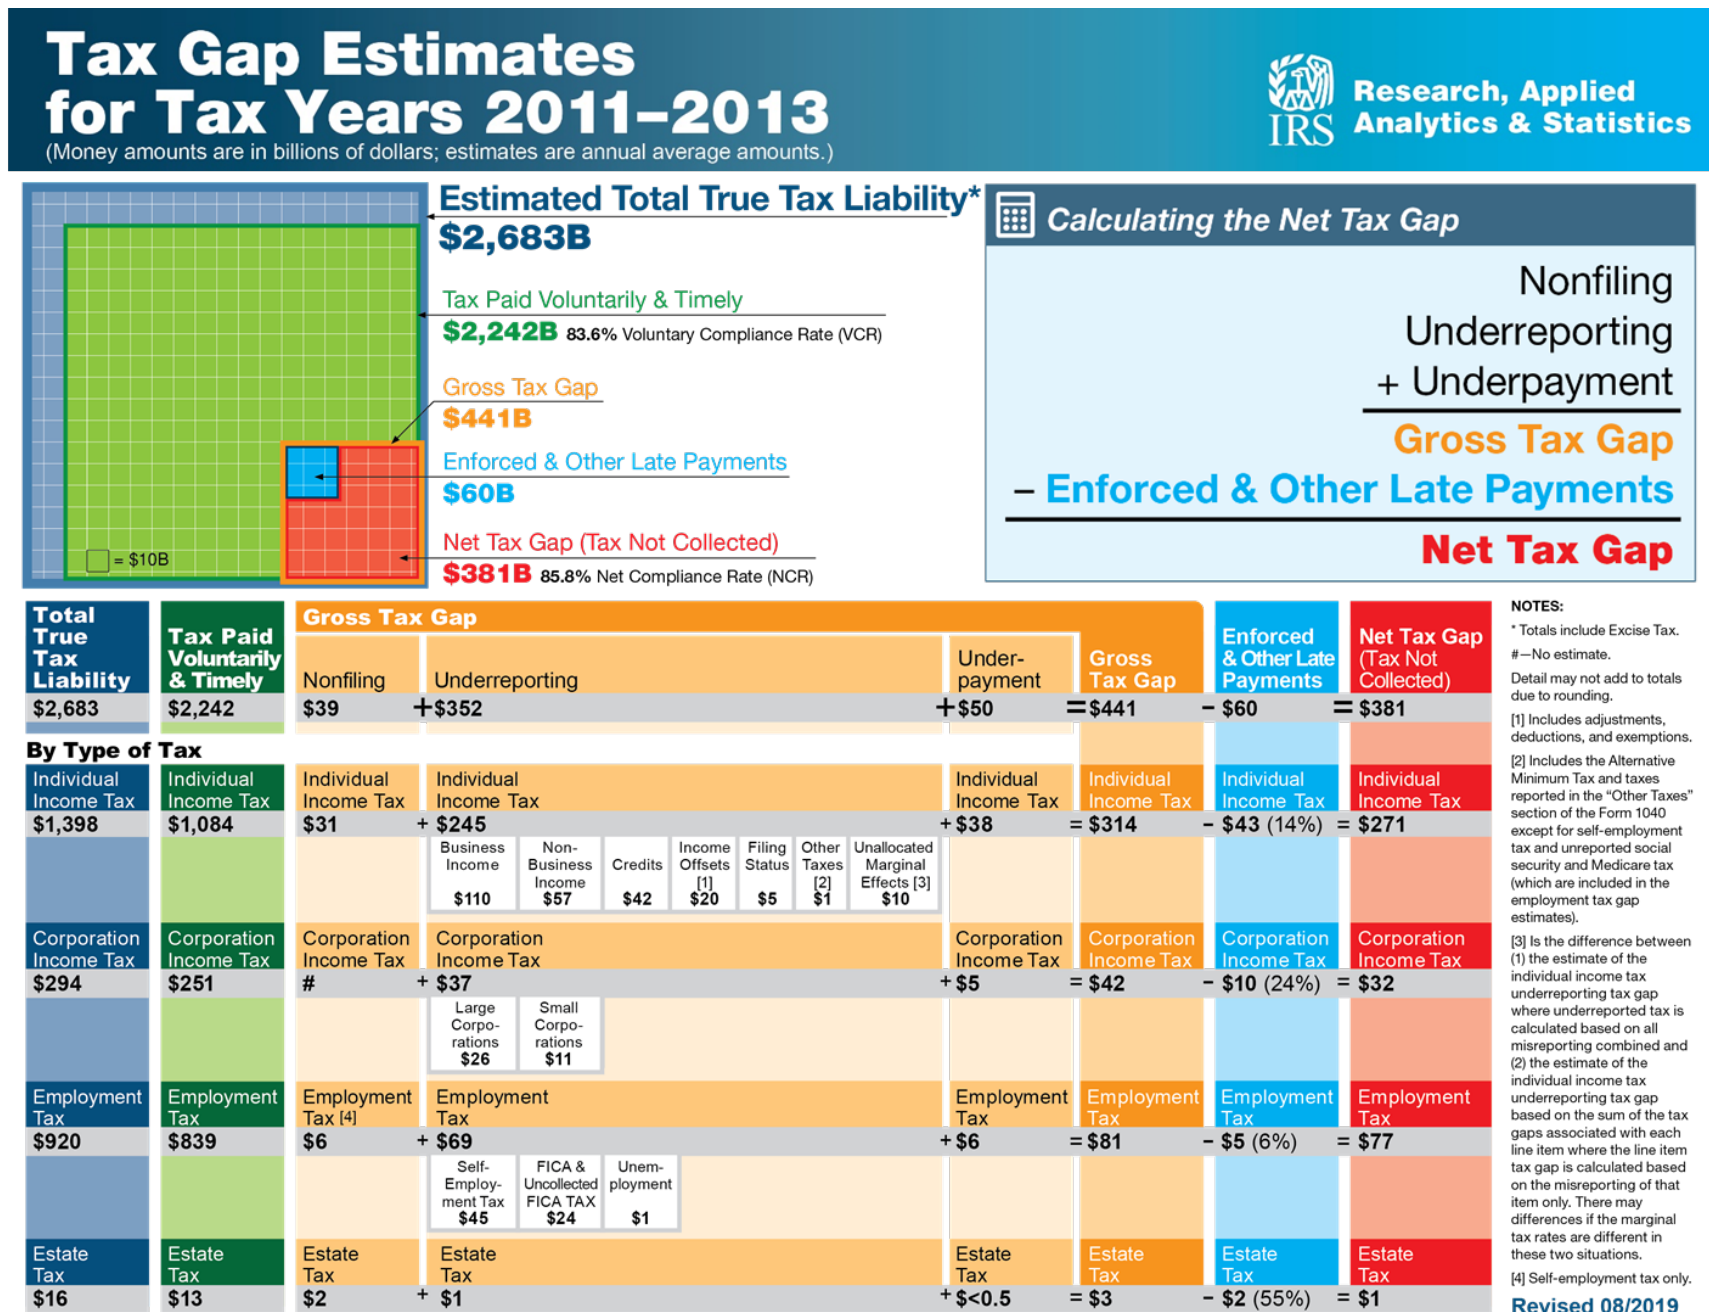 Tax Gap Estimates
for Tax Years 2011–2013
(Money amounts are in billions of dollars; estimates are annual average amounts.)
IRS
Research, Applied
Analytics & Statistics
Estimated Total True Tax Liability*
$2,683B
Tax Paid Voluntarily & Timely
$2,242B 83.6% Voluntary Compliance Rate (VCR)
Gross Tax Gap
$441B
Enforced & Other Late Payments
$60B
Net Tax Gap (Tax Not Collected)
$381B 85.8% Net Compliance Rate (NCR)
= $10B
Calculating the Net Tax Gap
Nonfiling
Underreporting
+ Underpayment
Gross Tax Gap
– Enforced & Other Late Payments
Net Tax Gap
Total
True
Tax
Liability
Tax Paid
Voluntarily
& Timely
Gross Tax Gap
Nonfiling
Underreporting
Under-
payment
Gross
Tax Gap
Enforced
& Other Late
Payments
Net Tax Gap
(Tax Not
Collected)
$2,683 $2,242 $39 + $352 + $50 = $441 – $60 = $381
By Type of Tax
Individual Individual Individual Individual Individual Individual Individual Individual
Income Tax Income Tax Income Tax Income Tax Income Tax Income Tax Income Tax Income Tax
$1,398 $1,084 $31 + $245 + $38 = $314 – $43 (14%) = $271
Business
Income
$110
Non-
Business
Income
$57
Credits
$42
Income
Offsets
[1]
$20
Filing
Status
$5
Other
Taxes
[2]
$1
Unallocated
Marginal
Effects [3]
$10
Corporation Corporation Corporation Corporation Corporation Corporation Corporation Corporation
Income Tax Income Tax Income Tax Income Tax Income Tax Income Tax Income Tax Income Tax
$294 $251 # + $37 + $5 = $42 – $10 (24%) = $32
Large
Corpo-
rations
$26
Small
Corpo-
rations
$11
Employment Employment Employment Employment Employment Employment Employment Employment
Tax Tax Tax [4] Tax Tax Tax Tax Tax
$920 $839 $6 + $69 + $6 = $81 – $5 (6%) = $77
Self-
Employ-
ment Tax
$45
FICA &
Uncollected
FICA TAX
$24
Unem-
ployment
$1
Estate Estate Estate Estate Estate Estate Estate Estate
Tax Tax Tax Tax Tax Tax Tax Tax
$16 $13 $2 + $1 + $<0.5 = $3 – $2 (55%) = $1
NOTES:
* Totals include Excise Tax.
#—No estimate.
Detail may not add to totals
due to rounding.
[1] Includes adjustments,
deductions, and exemptions.
[2] Includes the Alternative
Minimum Tax and taxes
reported in the “Other Taxes”
section of the Form 1040
except for self-employment
tax and unreported social
security and Medicare tax
(which are included in the
employment tax gap
estimates).
[3] Is the difference between
(1) the estimate of the
individual income tax
underreporting tax gap
where underreported tax is
calculated based on all
misreporting combined and
(2) the estimate of the
individual income tax
underreporting tax gap
based on the sum of the tax
gaps associated with each
line item where the line item
tax gap is calculated based
on the misreporting of that
item only. There may
differences if the marginal
tax rates are different in
these two situations.
[4] Self-employment tax only.
Revised 08/2019